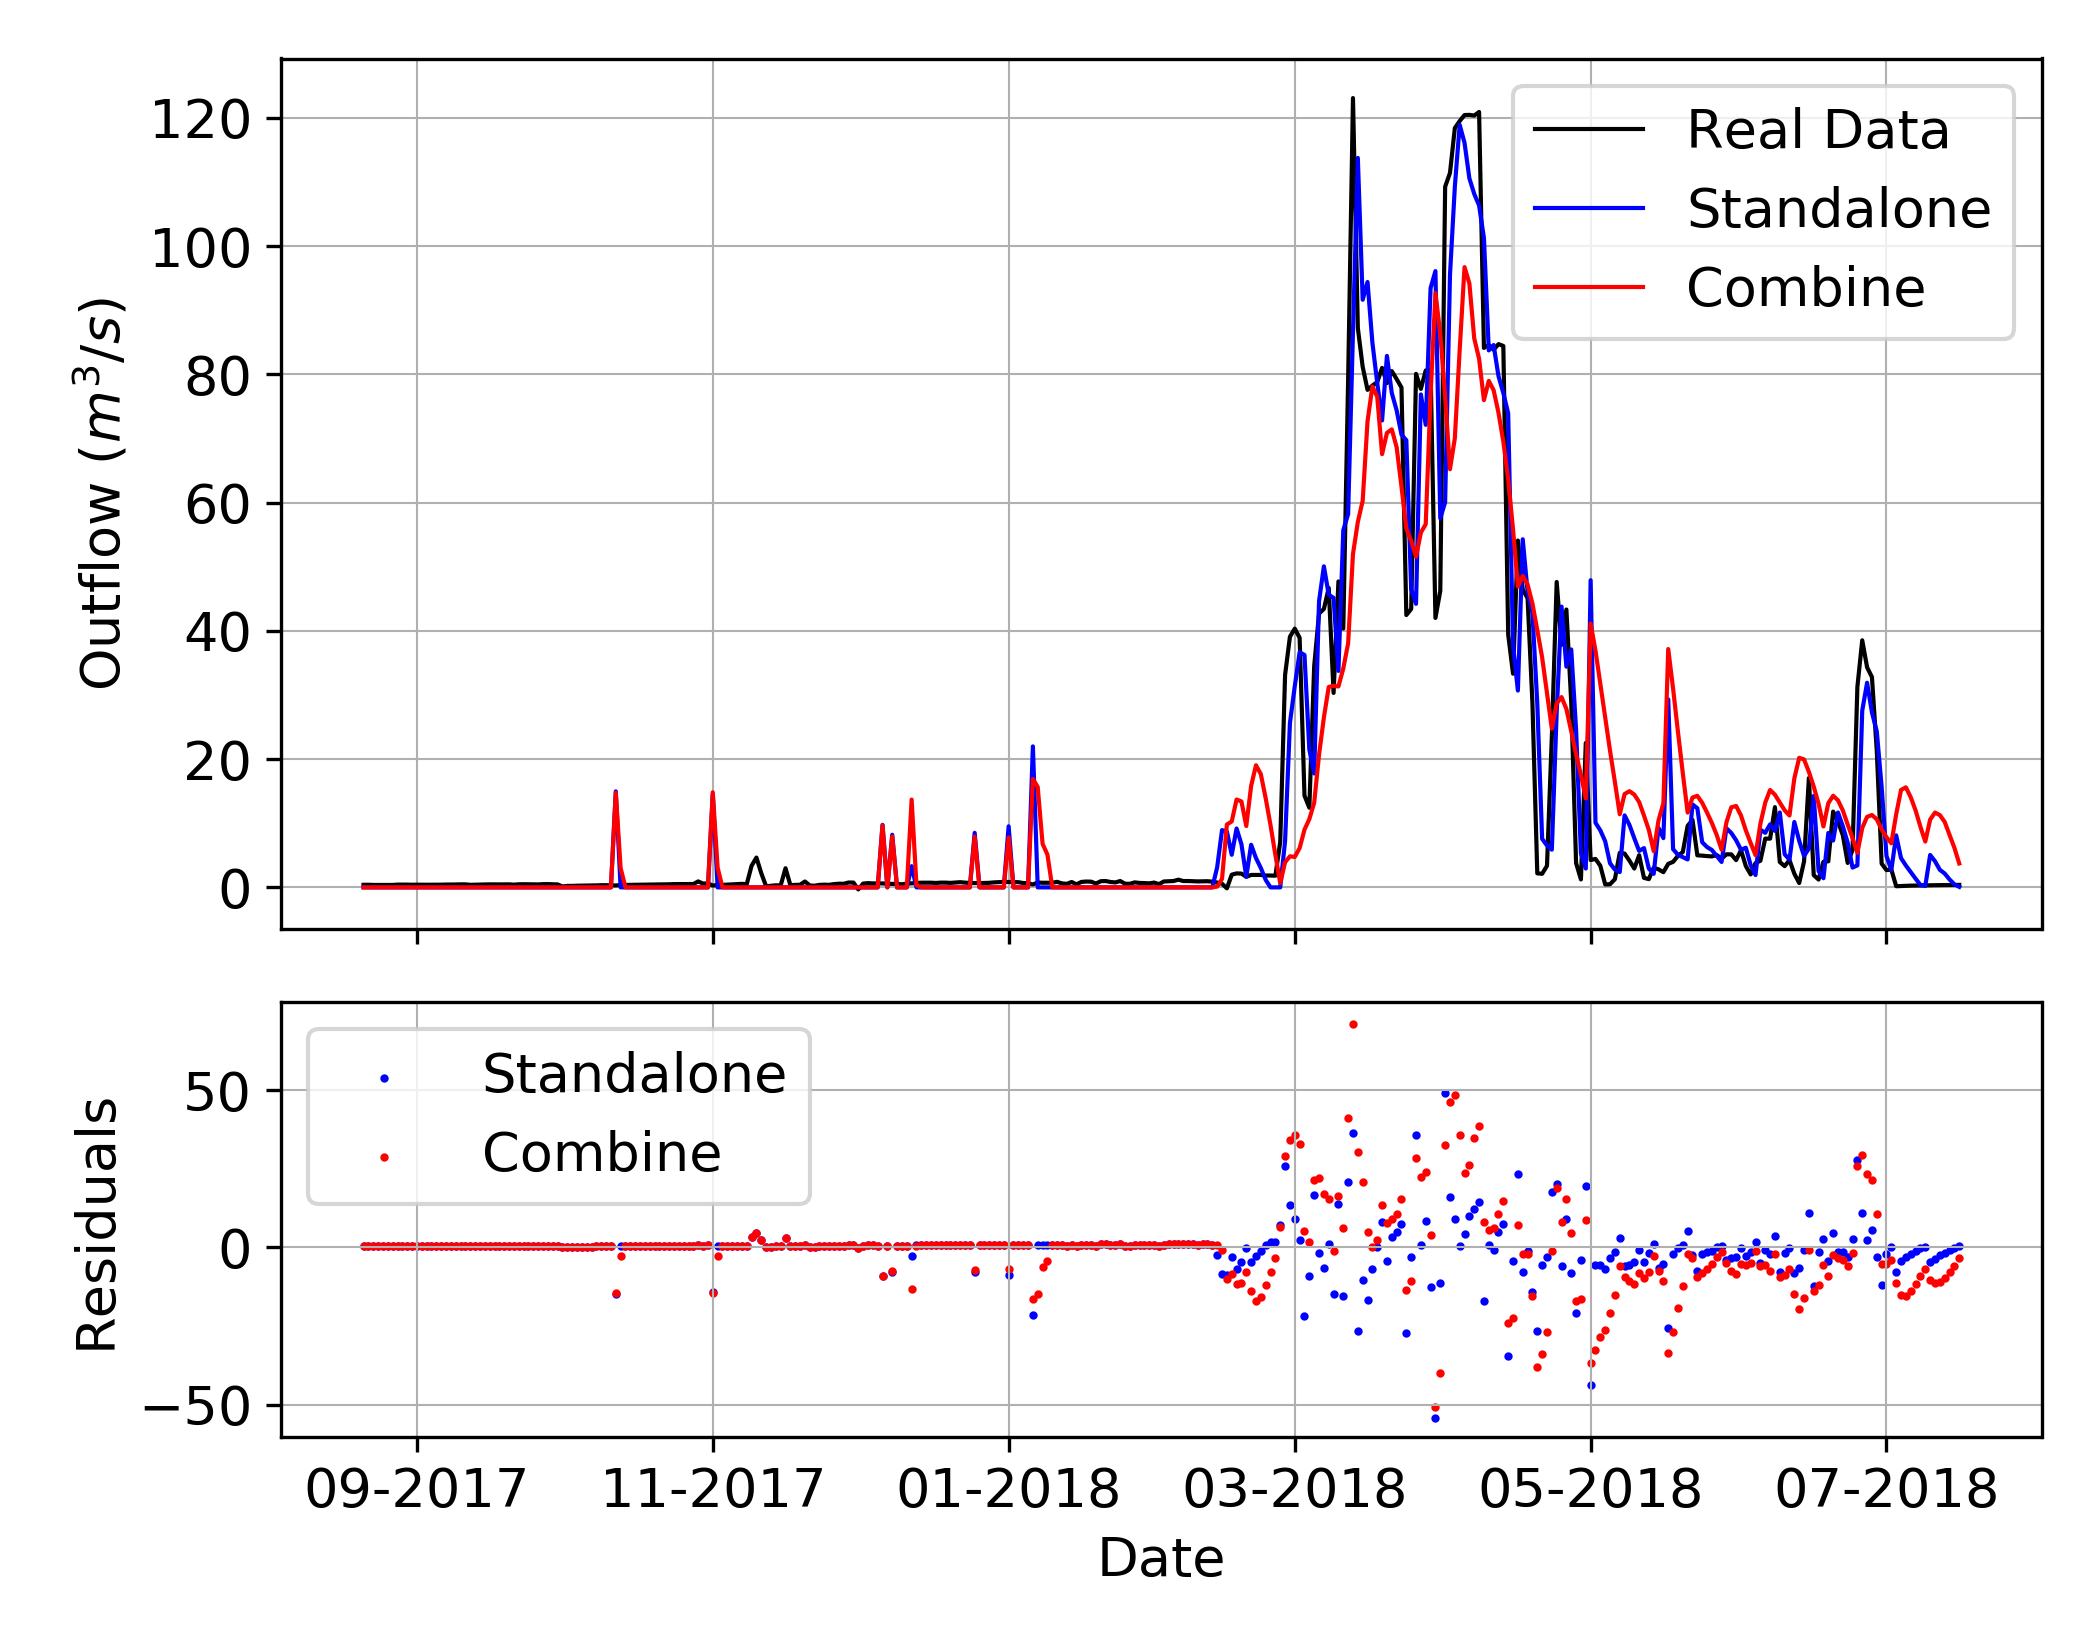 120
100
80
60
40
20
0
Outflow (m³/s)
Real Data
Standalone
Combine
50
0
−50
Residuals
Standalone
Combine
09-2017
11-2017
01-2018
03-2018
05-2018
07-2018
Date